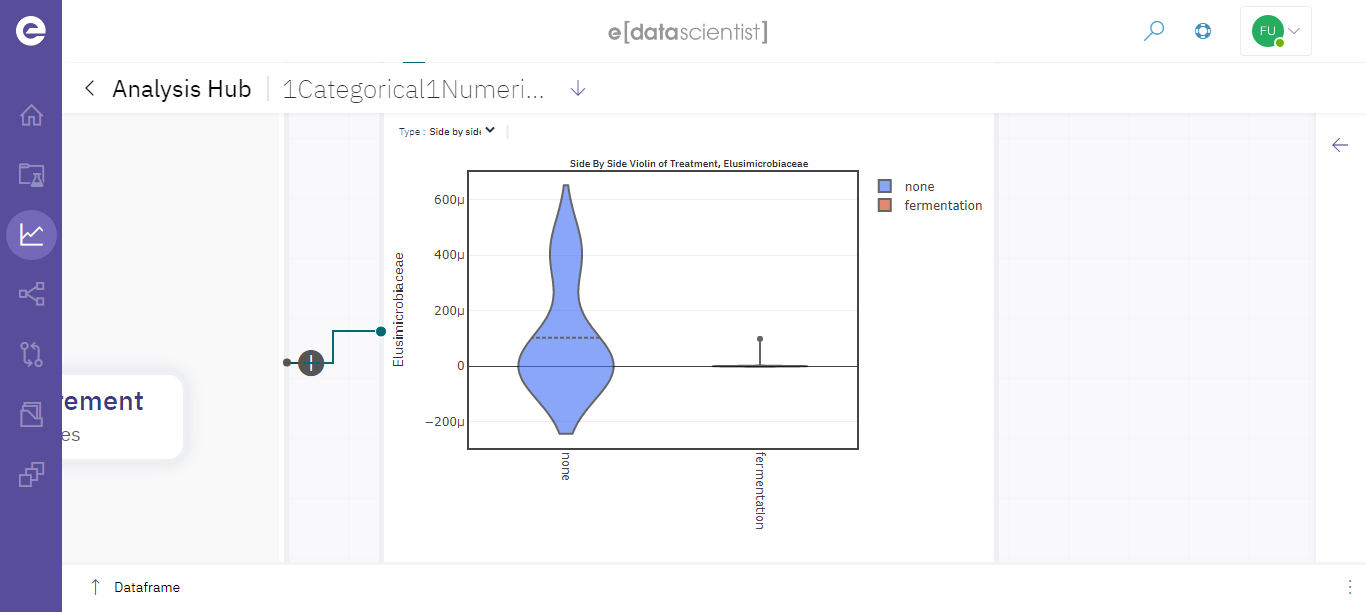 e[datascientist]
FU
Analysis Hub
1Categorical1Numeri...
Type : Side by side
Side By Side Violin of Treatment, Elusimicrobiaceae
none
fermentation
600μ
400μ
200μ
0
−200μ
Elusimicrobiaceae
none
fermentation
rement
es
Dataframe